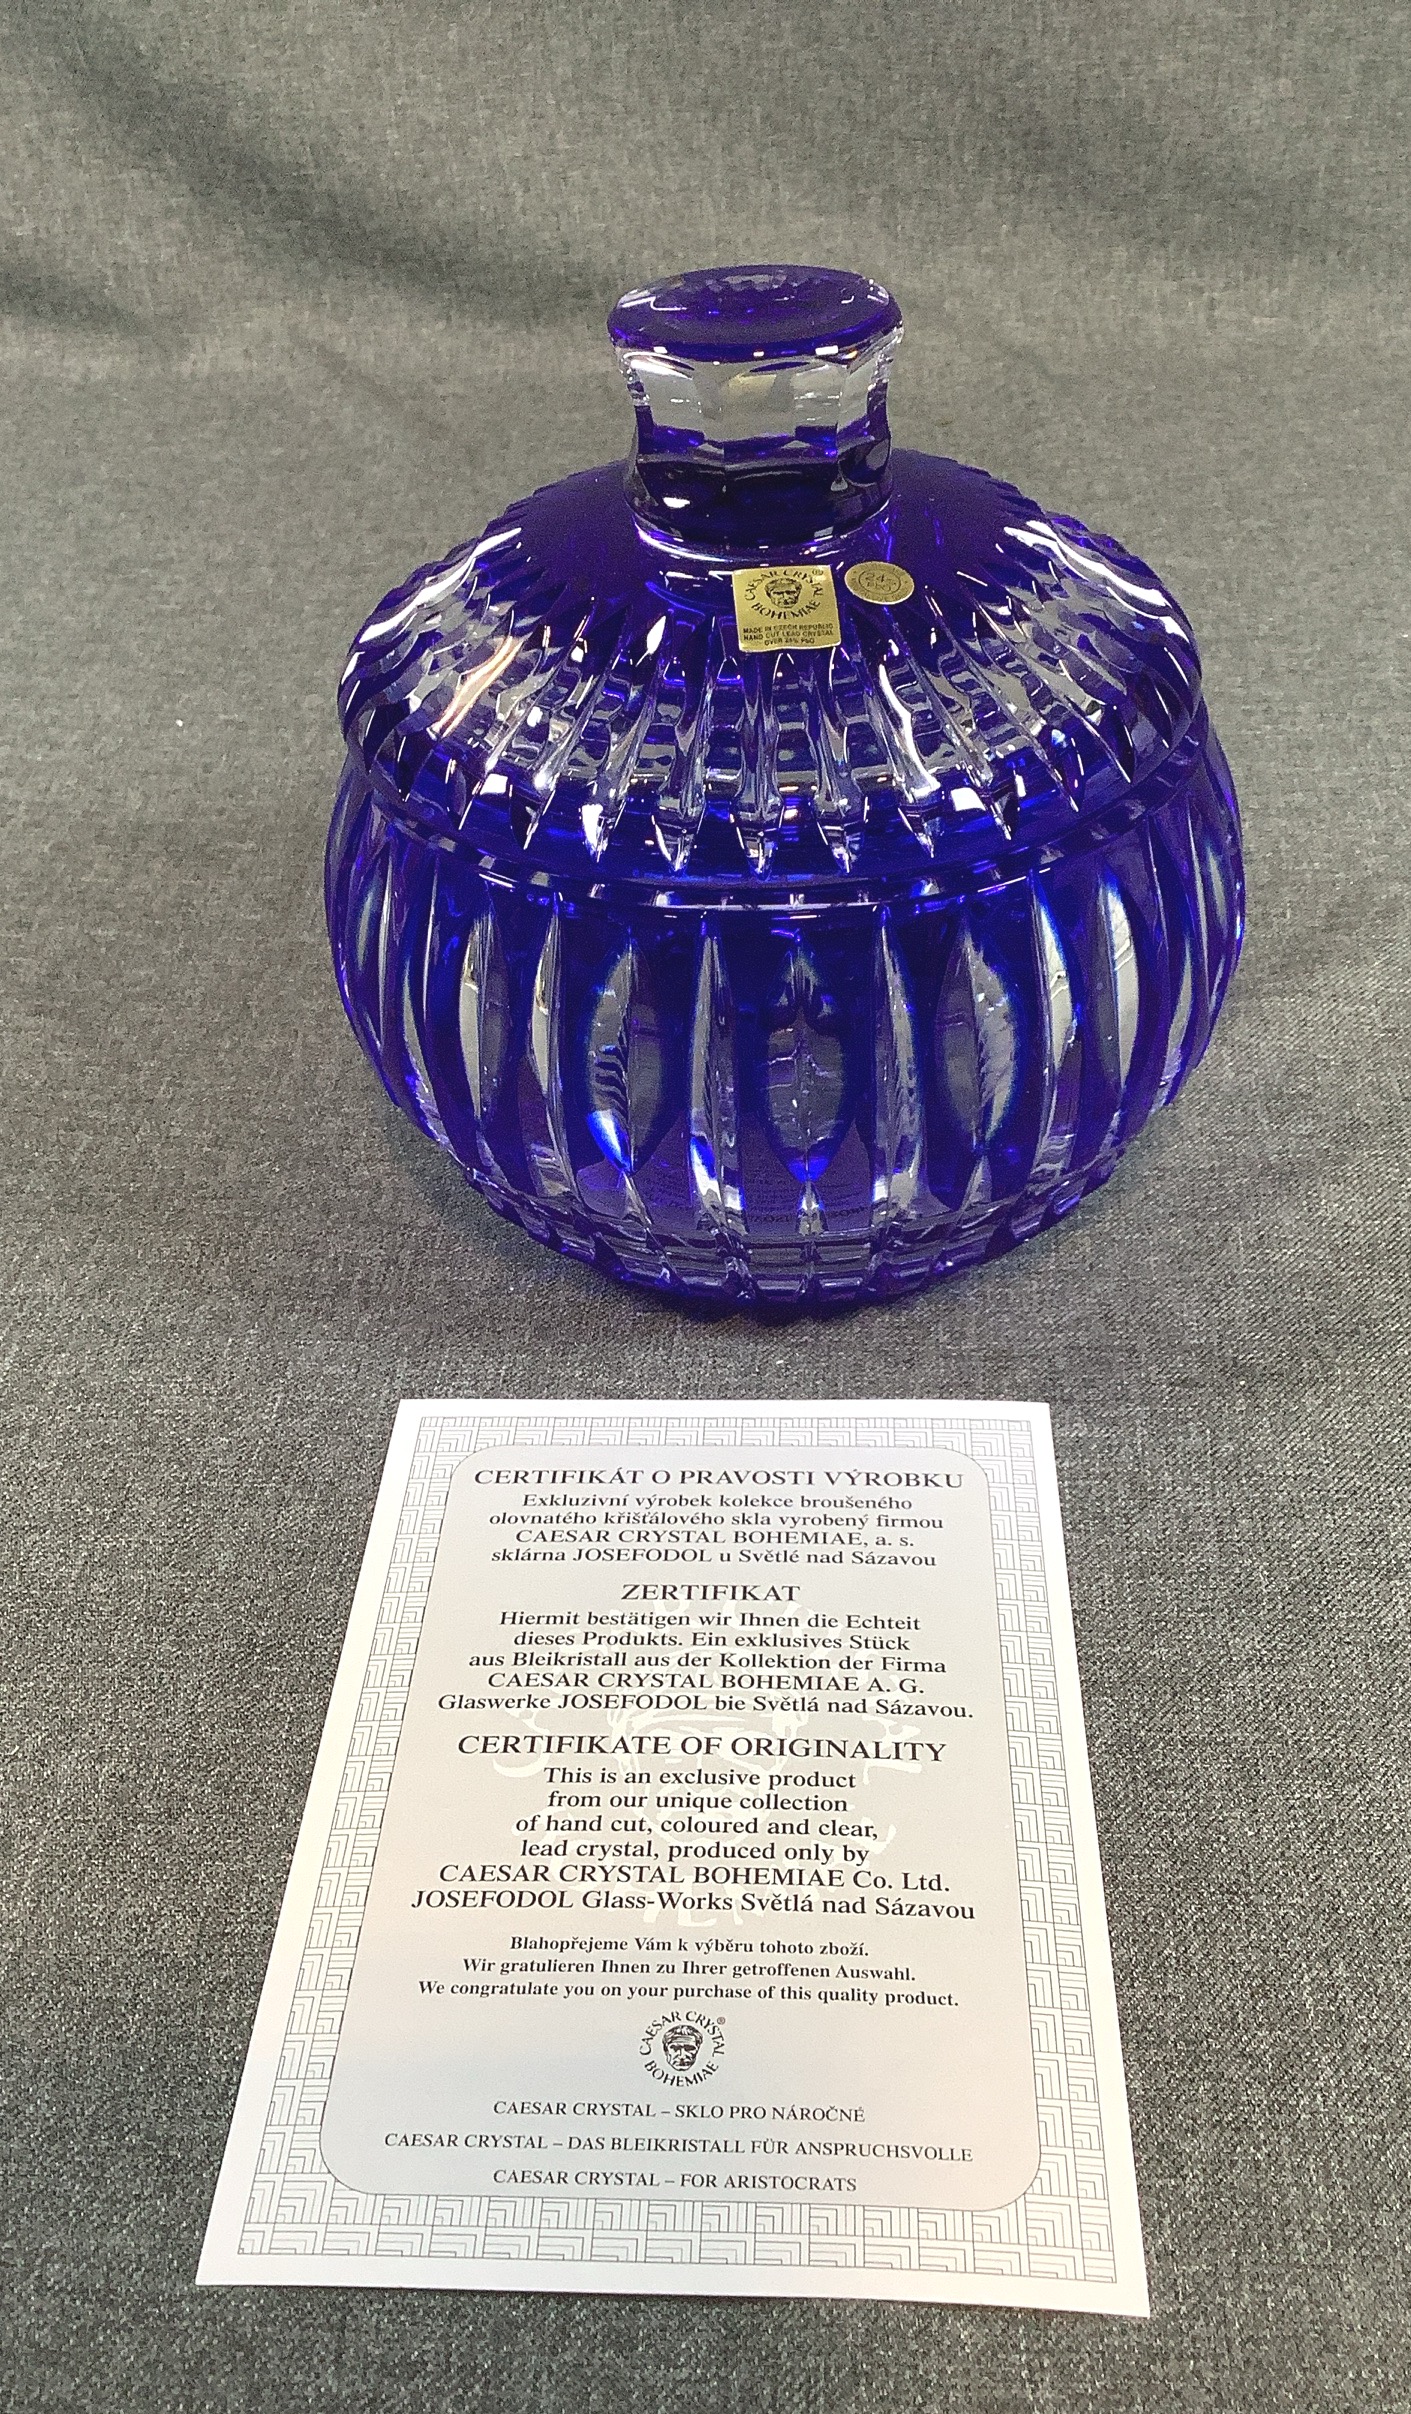 CAESAR CRYSTAL ®
BOHEMIAE
MADE IN CZECH REPUBLIC
HAND CUT LEAD CRYSTAL
OVER 24% PbO
24%
PbO
CERTIFIKÁT O PRAVOSTI VÝROBKU
Exkluzivní výrobek kolekce broušeného
olovnatého křišťálového skla vyrobený firmou
CAESAR CRYSTAL BOHEMIAE, a. s.
sklárna JOSEFODOL u Světlé nad Sázavou
ZERTIFIKAT
Hiermit bestätigen wir Ihnen die Echteit
dieses Produkts. Ein exklusives Stück
aus Bleikristall aus der Kollektion der Firma
CAESAR CRYSTAL BOHEMIAE A. G.
Glaswerke JOSEFODOL bie Světlá nad Sázavou.
CERTIFIKATE OF ORIGINALITY
This is an exclusive product
from our unique collection
of hand cut, coloured and clear,
lead crystal, produced only by
CAESAR CRYSTAL BOHEMIAE Co. Ltd.
JOSEFODOL Glass-Works Světlá nad Sázavou
Blahopřejeme Vám k výběru tohoto zboží.
Wir gratulieren Ihnen zu Ihrer getroffenen Auswahl.
We congratulate you on your purchase of this quality product.
CAESAR CRYSTAL ®
BOHEMIAE
CAESAR CRYSTAL – SKLO PRO NÁROČNÉ
CAESAR CRYSTAL – DAS BLEIKRISTALL FÜR ANSPRUCHSVOLLE
CAESAR CRYSTAL – FOR ARISTOCRATS